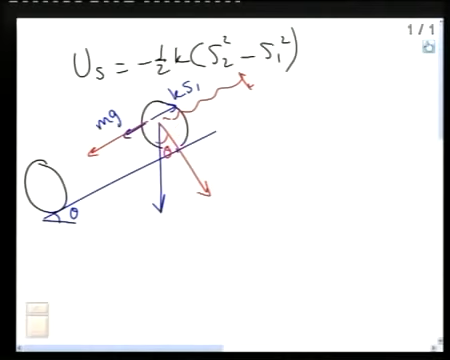 1 / 1
U_s = -½k(S₂² - S₁²)
kS₁
mg
θ
θ